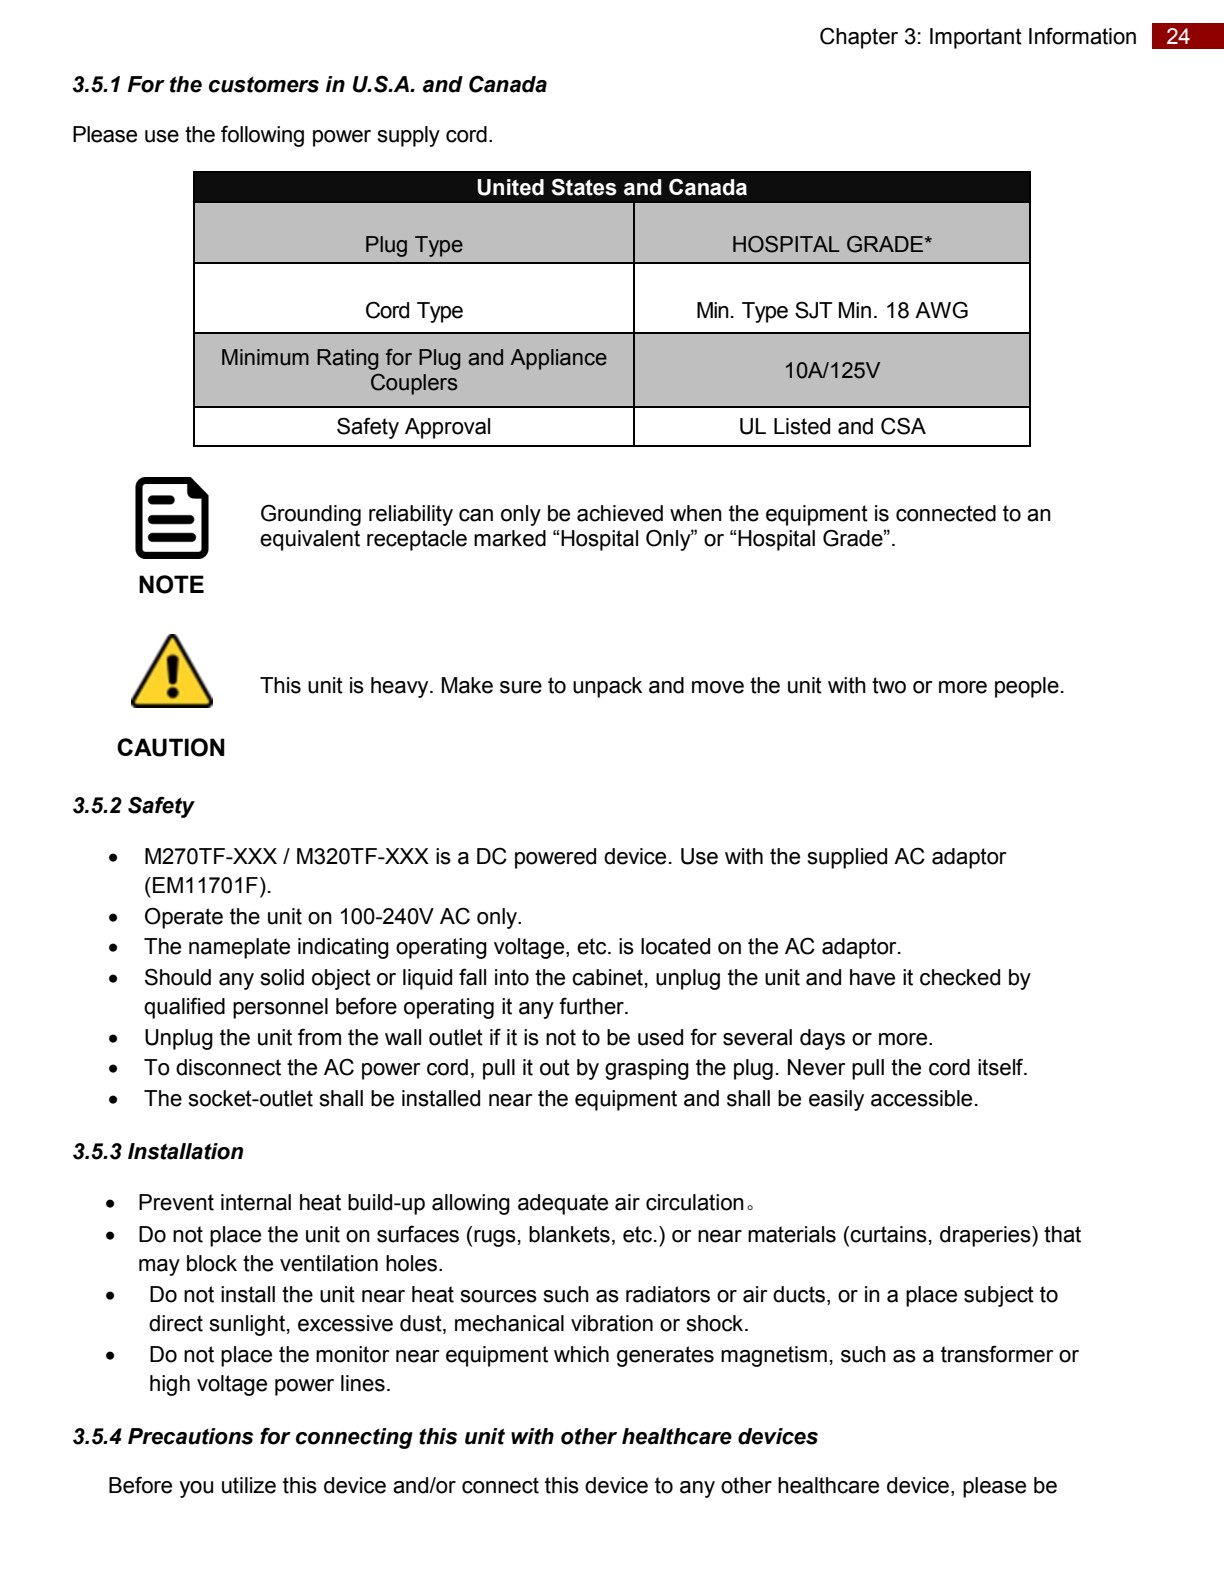 Chapter 3: Important Information 24
3.5.1 For the customers in U.S.A. and Canada
Please use the following power supply cord.
United States and Canada
Plug Type HOSPITAL GRADE*
Cord Type Min. Type SJT Min. 18 AWG
Minimum Rating for Plug and Appliance
Couplers 10A/125V
Safety Approval UL Listed and CSA
Grounding reliability can only be achieved when the equipment is connected to an
equivalent receptacle marked “Hospital Only” or “Hospital Grade”.
NOTE
This unit is heavy. Make sure to unpack and move the unit with two or more people.
CAUTION
3.5.2 Safety
• M270TF-XXX / M320TF-XXX is a DC powered device. Use with the supplied AC adaptor
(EM11701F).
• Operate the unit on 100-240V AC only.
• The nameplate indicating operating voltage, etc. is located on the AC adaptor.
• Should any solid object or liquid fall into the cabinet, unplug the unit and have it checked by
qualified personnel before operating it any further.
• Unplug the unit from the wall outlet if it is not to be used for several days or more.
• To disconnect the AC power cord, pull it out by grasping the plug. Never pull the cord itself.
• The socket-outlet shall be installed near the equipment and shall be easily accessible.
3.5.3 Installation
• Prevent internal heat build-up allowing adequate air circulation。
• Do not place the unit on surfaces (rugs, blankets, etc.) or near materials (curtains, draperies) that
may block the ventilation holes.
• Do not install the unit near heat sources such as radiators or air ducts, or in a place subject to
direct sunlight, excessive dust, mechanical vibration or shock.
• Do not place the monitor near equipment which generates magnetism, such as a transformer or
high voltage power lines.
3.5.4 Precautions for connecting this unit with other healthcare devices
Before you utilize this device and/or connect this device to any other healthcare device, please be